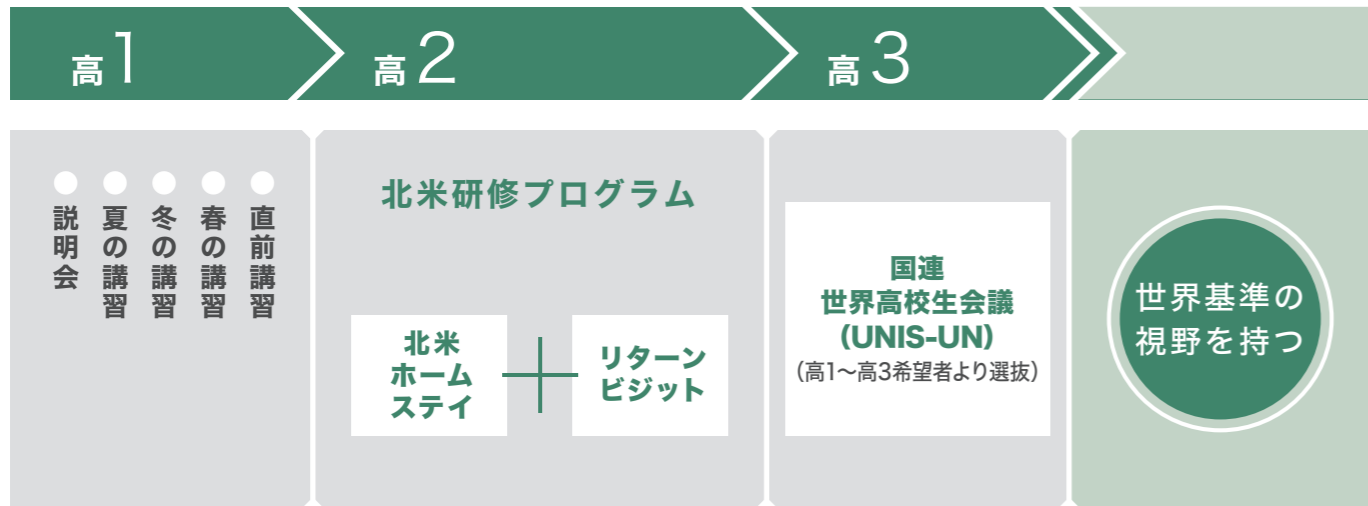 高1
高2
高3
説明会
夏の講習
冬の講習
春の講習
直前講習
北米研修プログラム
北米
ホーム
ステイ
リターン
ビジット
国連
世界高校生会議
(UNIS-UN)
(高1〜高3希望者より選抜)
世界基準の
視野を持つ